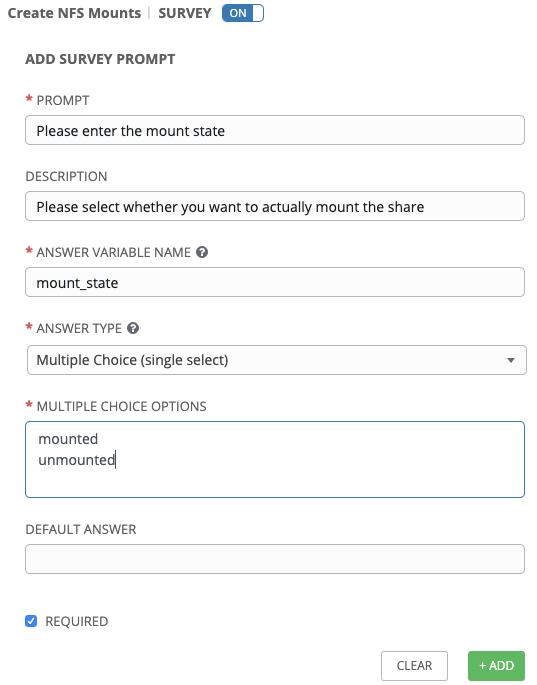 Create NFS Mounts | SURVEY ON
ADD SURVEY PROMPT
* PROMPT
Please enter the mount state
DESCRIPTION
Please select whether you want to actually mount the share
* ANSWER VARIABLE NAME ?
mount_state
* ANSWER TYPE ?
Multiple Choice (single select)
* MULTIPLE CHOICE OPTIONS
mounted
unmounted
DEFAULT ANSWER
REQUIRED
CLEAR + ADD